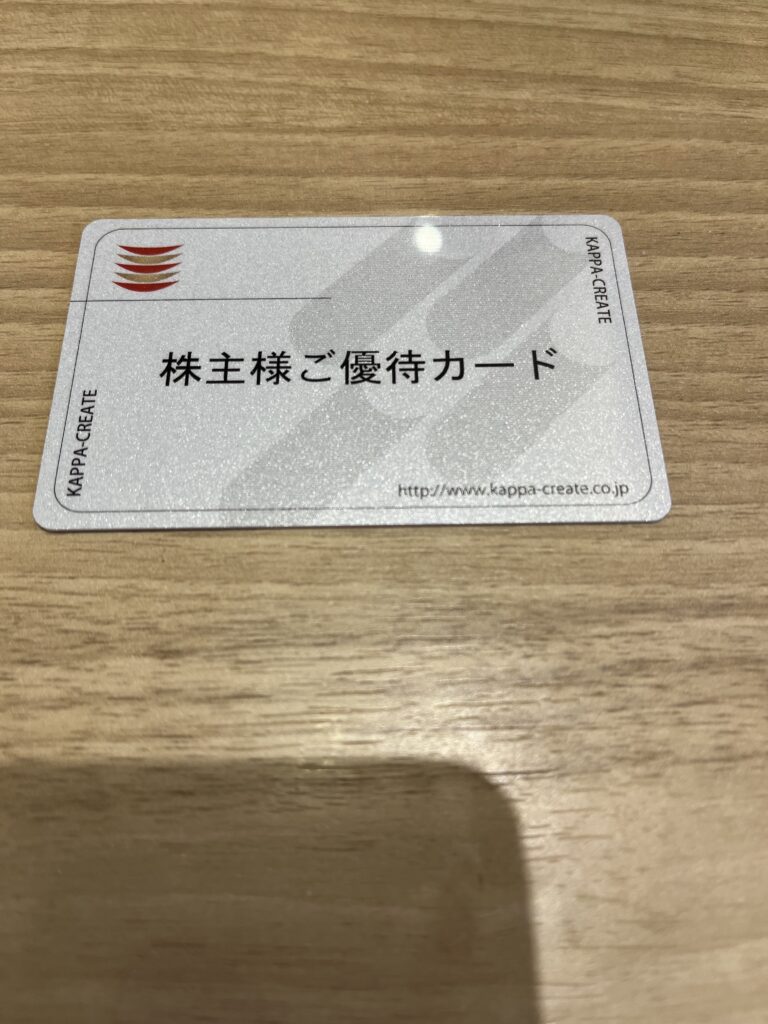 KAPPA-CREATE
株主様ご優待カード
KAPPA-CREATE
http://www.kappa-create.co.jp